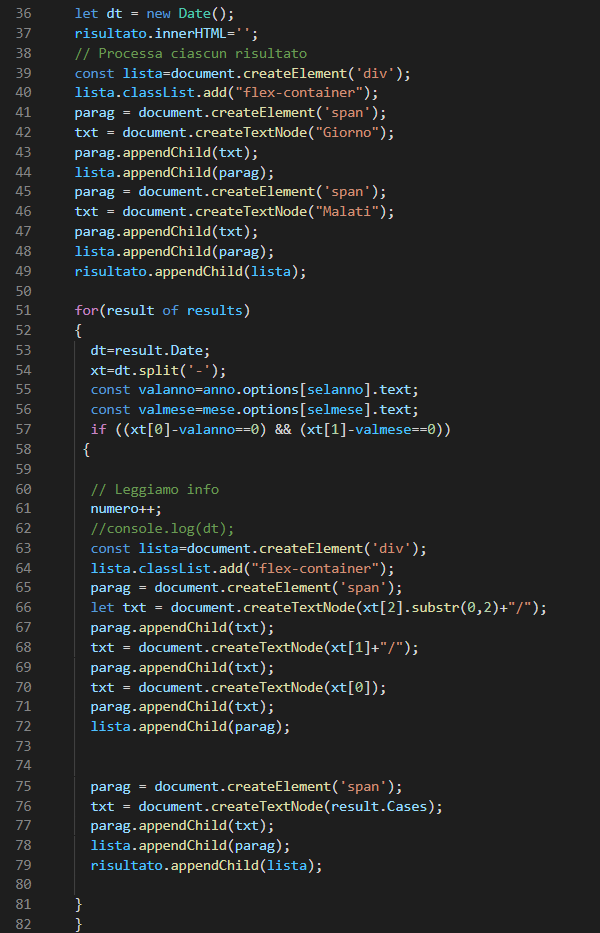 36 let dt = new Date();
37 risultato.innerHTML='';
38 // Processa ciascun risultato
39 const lista=document.createElement('div');
40 lista.classList.add("flex-container");
41 parag = document.createElement('span');
42 txt = document.createTextNode("Giorno");
43 parag.appendChild(txt);
44 lista.appendChild(parag);
45 parag = document.createElement('span');
46 txt = document.createTextNode("Malati");
47 parag.appendChild(txt);
48 lista.appendChild(parag);
49 risultato.appendChild(lista);
50
51 for(result of results)
52 {
53 dt=result.Date;
54 xt=dt.split('-');
55 const valanno=anno.options[selanno].text;
56 const valmese=mese.options[selmese].text;
57 if ((xt[0]-valanno==0) && (xt[1]-valmese==0))
58 {
59
60 // Leggiamo info
61 numero++;
62 //console.log(dt);
63 const lista=document.createElement('div');
64 lista.classList.add("flex-container");
65 parag = document.createElement('span');
66 let txt = document.createTextNode(xt[2].substr(0,2)+"/");
67 parag.appendChild(txt);
68 txt = document.createTextNode(xt[1]+"/");
69 parag.appendChild(txt);
70 txt = document.createTextNode(xt[0]);
71 parag.appendChild(txt);
72 lista.appendChild(parag);
73
74
75 parag = document.createElement('span');
76 txt = document.createTextNode(result.Cases);
77 parag.appendChild(txt);
78 lista.appendChild(parag);
79 risultato.appendChild(lista);
80
81 }
82 }